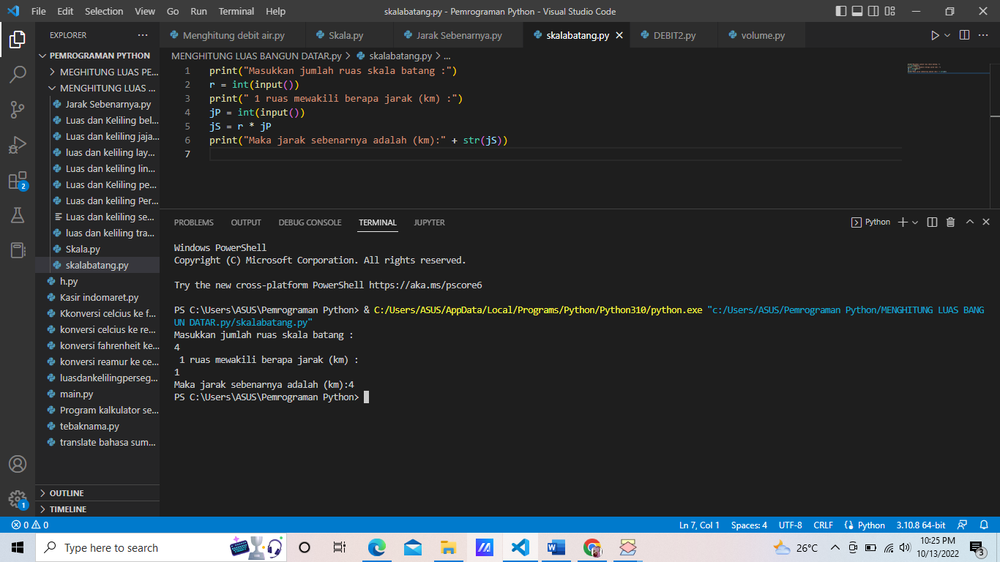 File Edit Selection View Go Run Terminal Help
skalabatang.py - Pemrograman Python - Visual Studio Code
EXPLORER
PEMROGRAMAN PYTHON
MEGHITUNG LUAS PE...
MENGHITUNG LUAS ...
Jarak Sebenarnya.py
Luas dan Keliling bel...
Luas dan keliling jaja...
luas dan keliling lay...
Luas dan keliling lin...
Luas dan Keliling pe...
Luas dan keliling Per...
Luas dan keliling se...
luas dan keliling tra...
Skala.py
skalabatang.py
h.py
Kasir indomaret.py
Kkonversi celcius ke f...
konversi celcius ke re...
konversi fahrenheit ke...
konversi reamur ke ce...
luasdankelilingperseg...
main.py
Program kalkulator se...
tebaknama.py
translate bahasa sum...
OUTLINE
TIMELINE
Menghitung debit air.py Skala.py Jarak Sebenarnya.py skalabatang.py DEBIT2.py volume.py
MENGHITUNG LUAS BANGUN DATAR.py > skalabatang.py > ...
1 print("Masukkan jumlah ruas skala batang :")
2 r = int(input())
3 print(" 1 ruas mewakili berapa jarak (km) :")
4 jP = int(input())
5 jS = r * jP
6 print("Maka jarak sebenarnya adalah (km):" + str(jS))
7
PROBLEMS OUTPUT DEBUG CONSOLE TERMINAL JUPYTER
Python
Windows PowerShell
Copyright (C) Microsoft Corporation. All rights reserved.
Try the new cross-platform PowerShell https://aka.ms/pscore6
PS C:\Users\ASUS\Pemrograman Python> & C:/Users/ASUS/AppData/Local/Programs/Python/Python310/python.exe "c:/Users/ASUS/Pemrograman Python/MENGHITUNG LUAS BANG
UN DATAR.py/skalabatang.py"
Masukkan jumlah ruas skala batang :
4
 1 ruas mewakili berapa jarak (km) :
1
Maka jarak sebenarnya adalah (km):4
PS C:\Users\ASUS\Pemrograman Python>
2
1
0 0
Ln 7, Col 1 Spaces: 4 UTF-8 CRLF Python 3.10.8 64-bit
Type here to search
26°C
10:25 PM
10/13/2022
3